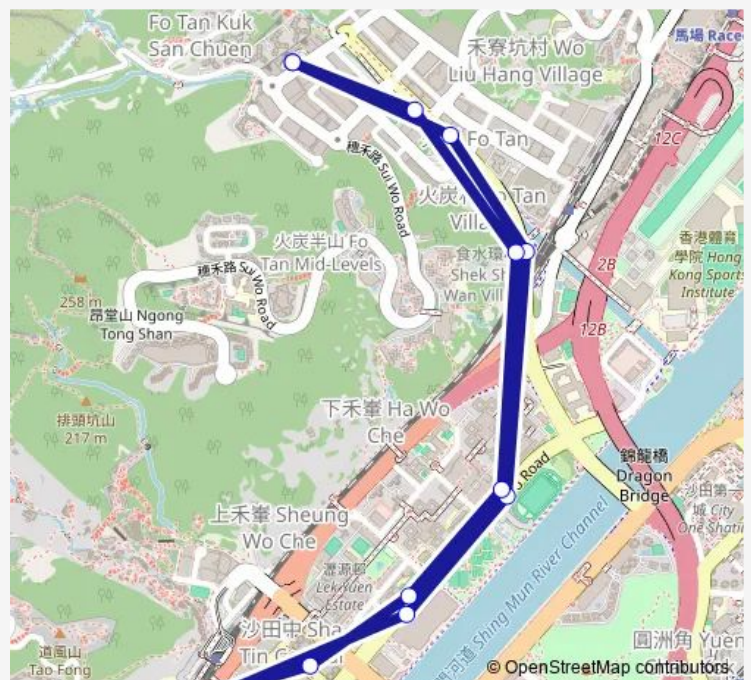 Fo Tan Kuk
San Chuen
禾寮坑村 Wo
Liu Hang Village
馬場 Race
12C
Fo Tan
穗禾路 Sui Wo Road
火炭
Tan
Villa
香港體育
學院 Hong
Kong Sports
Institute
火炭半山 Fo
Tan Mid-Levels
食水
Shek Sh
Wan Vill
2B
穗禾路 Sui Wo Road
258 m
昂堂山 Ngong
Tong Shan
12B
排頭坑山
217 m
下禾輋 Ha Wo
Che
錦龍橋
Dragon
Bridge
Road
沙田第一
城 City
One Shati
上禾輋 Sheung
Wo Che
瀝源邨
Lek Yuen
Estate
Shing Mun River Channel
沙田中 Sha
Tin
圓洲角 Yuen
道風山
Tao Fong
© OpenStreetMap contributors